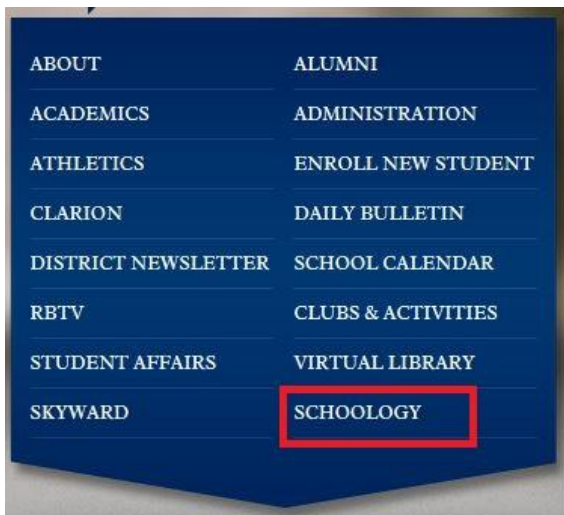 ABOUT
ACADEMICS
ATHLETICS
CLARION
DISTRICT NEWSLETTER
RBTV
STUDENT AFFAIRS
SKYWARD
ALUMNI
ADMINISTRATION
ENROLL NEW STUDENT
DAILY BULLETIN
SCHOOL CALENDAR
CLUBS & ACTIVITIES
VIRTUAL LIBRARY
SCHOOLOGY